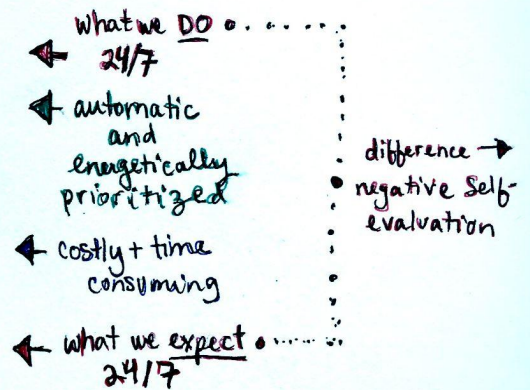 what we DO
24/7
automatic
and
energetically
prioritized
costly + time
consuming
what we expect
24/7
difference
negative self-
evaluation